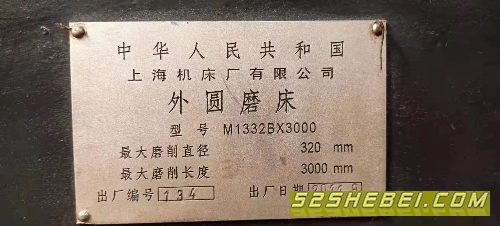 中华人民共和国
上海机床厂有限公司
外圆磨床
型号 M1332BX3000
最大磨削直径 320 mm
最大磨削长度 3000 mm
出厂编号 134 出厂日期
52SHEBEI.COM